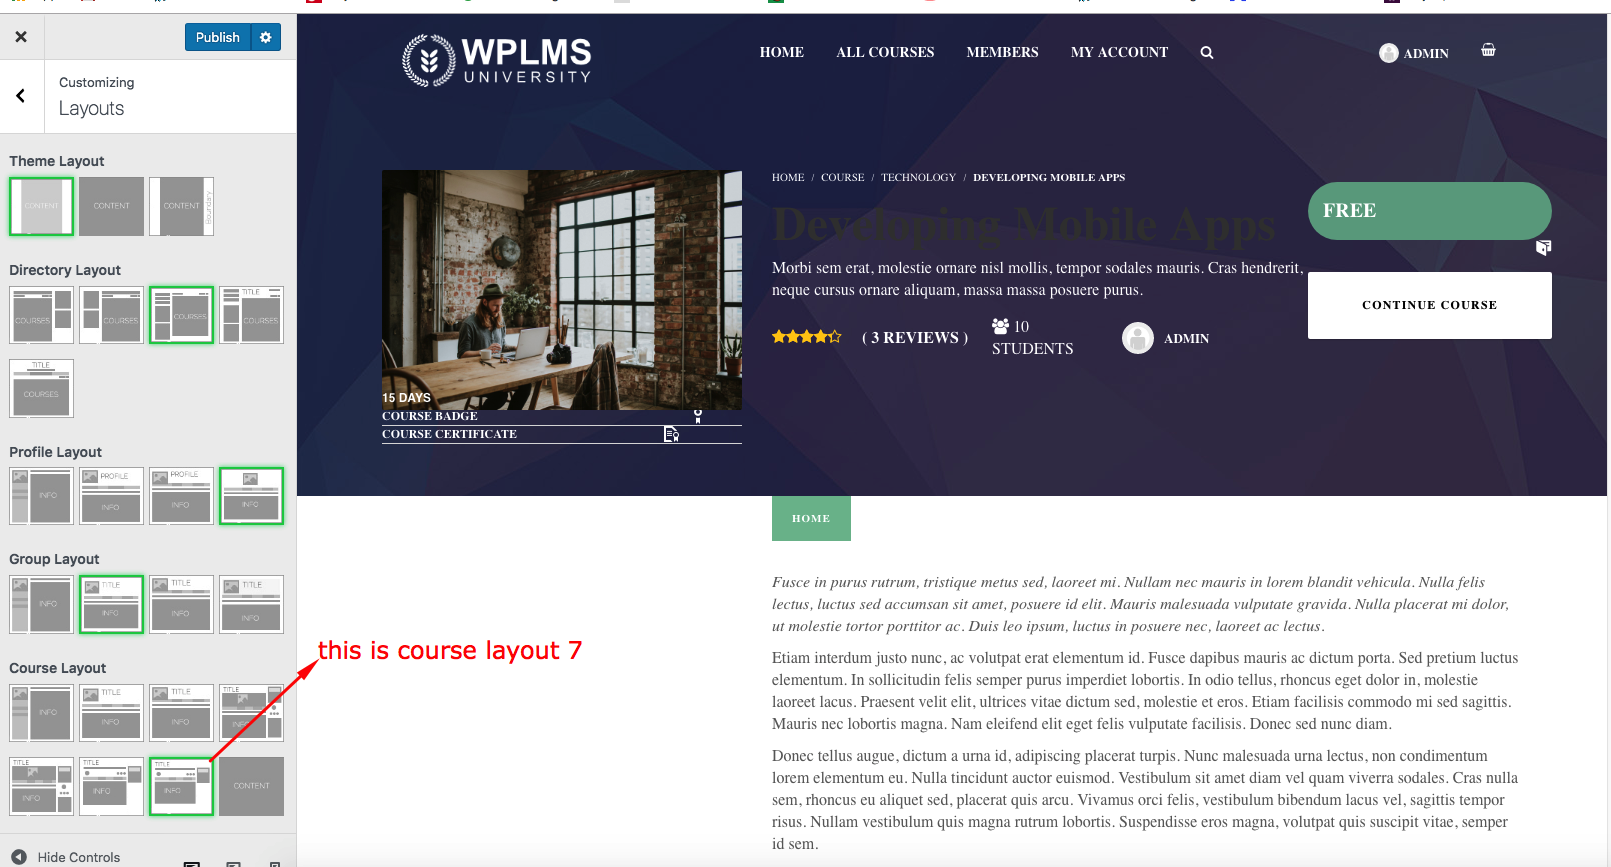 Publish
Customizing
Layouts
Theme Layout
CONTENT
CONTENT
CONTENT
Boundary
Directory Layout
COURSES
COURSES
COURSES
TITLE
COURSES
TITLE
COURSES
Profile Layout
INFO
PROFILE
INFO
PROFILE
INFO
INFO
Group Layout
INFO
TITLE
INFO
TITLE
INFO
TITLE
INFO
Course Layout
INFO
TITLE
INFO
TITLE
INFO
TITLE
INFO
TITLE
INFO
TITLE
INFO
TITLE
INFO
CONTENT
Hide Controls
this is course layout 7
WPLMS
UNIVERSITY
HOME ALL COURSES MEMBERS MY ACCOUNT ADMIN
HOME / COURSE / TECHNOLOGY / DEVELOPING MOBILE APPS
Developing Mobile Apps
Morbi sem erat, molestie ornare nisl mollis, tempor sodales mauris. Cras hendrerit,
neque cursus ornare aliquam, massa massa posuere purus.
( 3 REVIEWS )
10
STUDENTS
ADMIN
FREE
CONTINUE COURSE
15 DAYS
COURSE BADGE
COURSE CERTIFICATE
HOME
Fusce in purus rutrum, tristique metus sed, laoreet mi. Nullam nec mauris in lorem blandit vehicula. Nulla felis
lectus, luctus sed accumsan sit amet, posuere id elit. Mauris malesuada vulputate gravida. Nulla placerat mi dolor,
ut molestie tortor porttitor ac. Duis leo ipsum, luctus in posuere nec, laoreet ac lectus.
Etiam interdum justo nunc, ac volutpat erat elementum id. Fusce dapibus mauris ac dictum porta. Sed pretium luctus
elementum. In sollicitudin felis semper purus imperdiet lobortis. In odio tellus, rhoncus eget dolor in, molestie
laoreet lacus. Praesent velit elit, ultrices vitae dictum sed, molestie et eros. Etiam facilisis commodo mi sed sagittis.
Mauris nec lobortis magna. Nam eleifend elit eget felis vulputate facilisis. Donec sed nunc diam.
Donec tellus augue, dictum a urna id, adipiscing placerat turpis. Nunc malesuada urna lectus, non condimentum
lorem elementum eu. Nulla tincidunt auctor euismod. Vestibulum sit amet diam vel quam viverra sodales. Cras nulla
sem, rhoncus eu aliquet sed, placerat quis arcu. Vivamus orci felis, vestibulum bibendum lacus vel, sagittis tempor
risus. Nullam vestibulum quis magna rutrum lobortis. Suspendisse eros magna, volutpat quis suscipit vitae, semper
id sem.